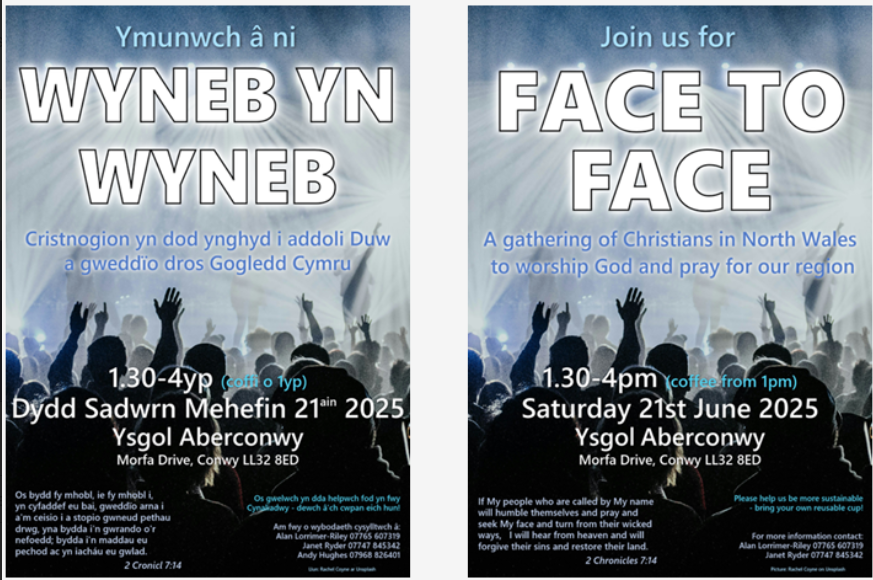 Ymunwch â ni
WYNEB YN
WYNEB
Cristnogion yn dod ynghyd i addoli Duw
a gweddïo dros Gogledd Cymru
1.30-4yp (coffi o 1yp)
Dydd Sadwrn Mehefin 21ain 2025
Ysgol Aberconwy
Morfa Drive, Conwy LL32 8ED
Os bydd fy mhobl, ie fy mhobl i,
yn cyfaddef eu bai, gweddïo arna i
a'm ceisio i a stopio gwneud pethau
drwg, yna bydda i'n gwrando o'r
nefoedd; bydda i'n maddau eu
pechod ac yn iacháu eu gwlad.
2 Cronicl 7:14
Os gwelwch yn dda helpwch fod yn fwy
Cynaliadwy - dewch â'ch cwpan eich hun!
Am fwy o wybodaeth cysylltwch â:
Alan Lorrimer-Riley 07765 607319
Janet Ryder 07747 845342
Andy Hughes 07968 826401
Llun: Rachel Coyne ar Unsplash
Join us for
FACE TO
FACE
A gathering of Christians in North Wales
to worship God and pray for our region
1.30-4pm (coffee from 1pm)
Saturday 21st June 2025
Ysgol Aberconwy
Morfa Drive, Conwy LL32 8ED
If My people who are called by My name
will humble themselves and pray and
seek My face and turn from their wicked
ways, I will hear from heaven and will
forgive their sins and restore their land.
2 Chronicles 7:14
Please help us be more sustainable
- bring your own reusable cup!
For more information contact:
Alan Lorrimer-Riley 07765 607319
Janet Ryder 07747 845342
Picture: Rachel Coyne on Unsplash